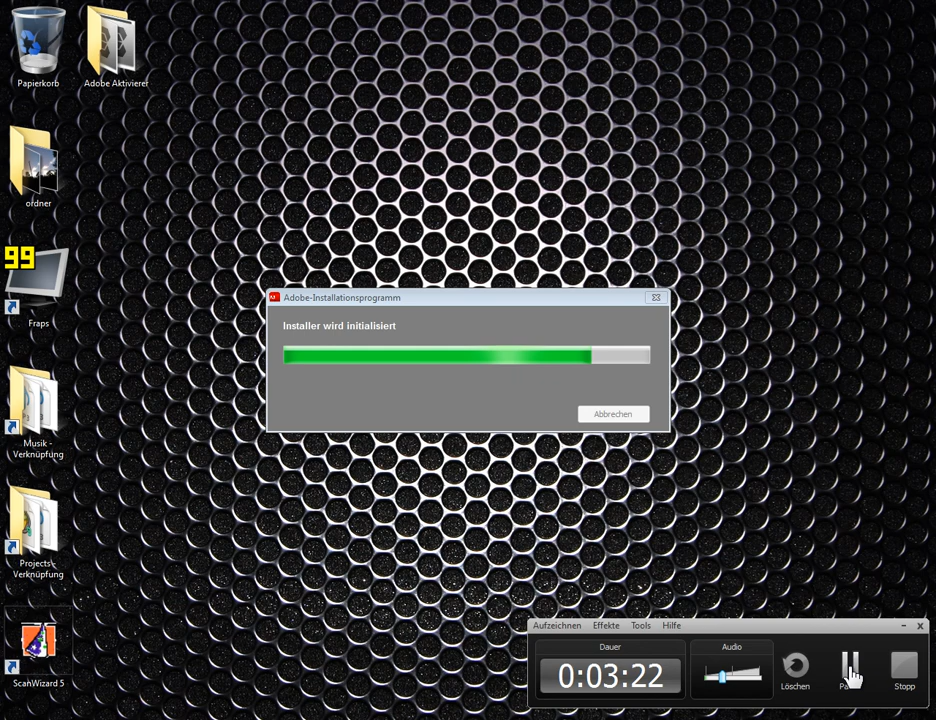 Papierkorb
Adobe Aktivierer
ordner
99
Fraps
Musik -
Verknüpfung
Projects -
Verknüpfung
ScanWizard 5
Adobe-Installationsprogramm
Installer wird initialisiert
Abbrechen
Aufzeichnen Effekte Tools Hilfe
Dauer
0:03:22
Audio
Löschen
Stopp